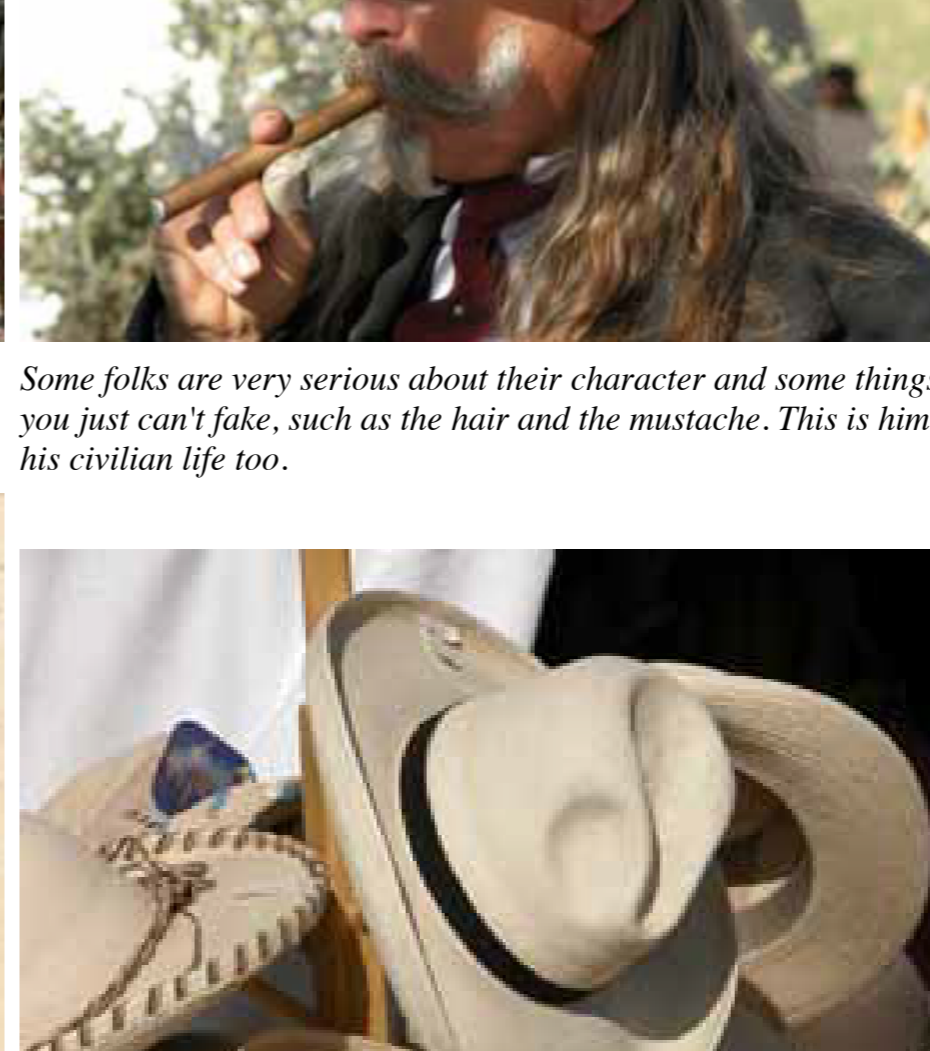 Some folks are very serious about their character and some things
you just can't fake, such as the hair and the mustache. This is him
his civilian life too.